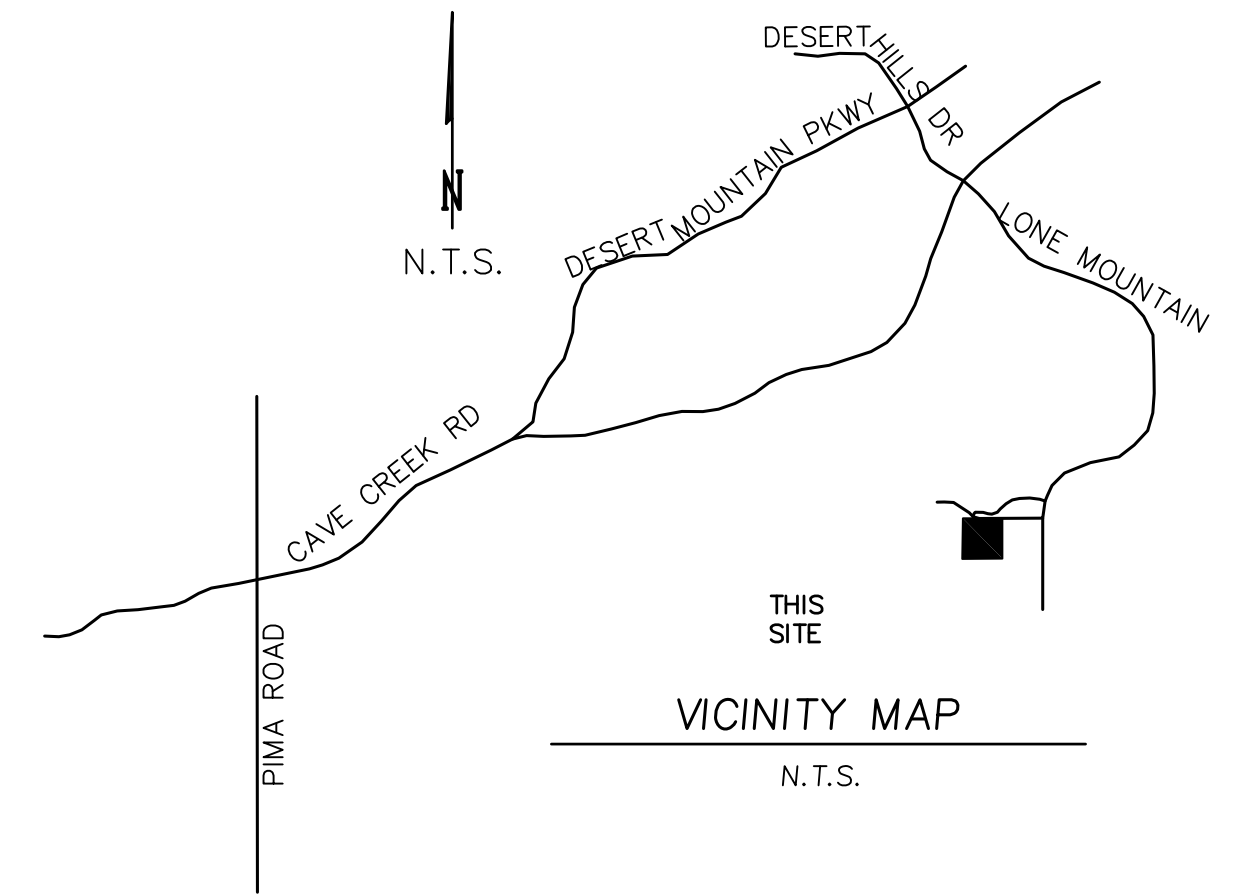 DESERT HILLS DR
DESERT MOUNTAIN PKWY
N
N.T.S.
LONE MOUNTAIN
CAVE CREEK RD
THIS
SITE
PIMA ROAD
VICINITY MAP
N.T.S.